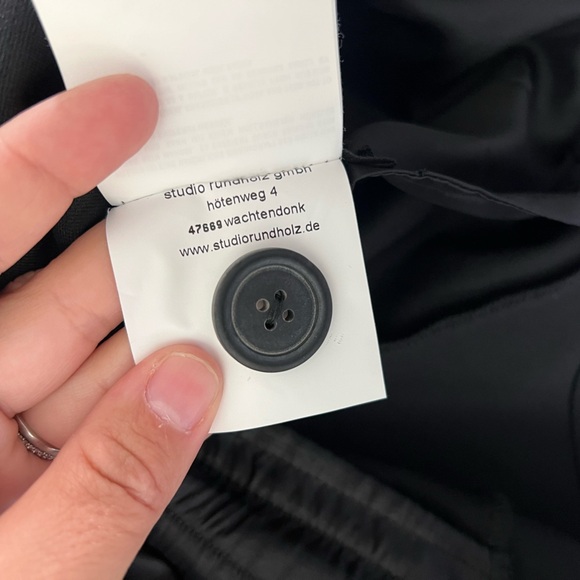 studio rundholz gmbh
hötenweg 4
47669 wachtendonk
www.studiorundholz.de